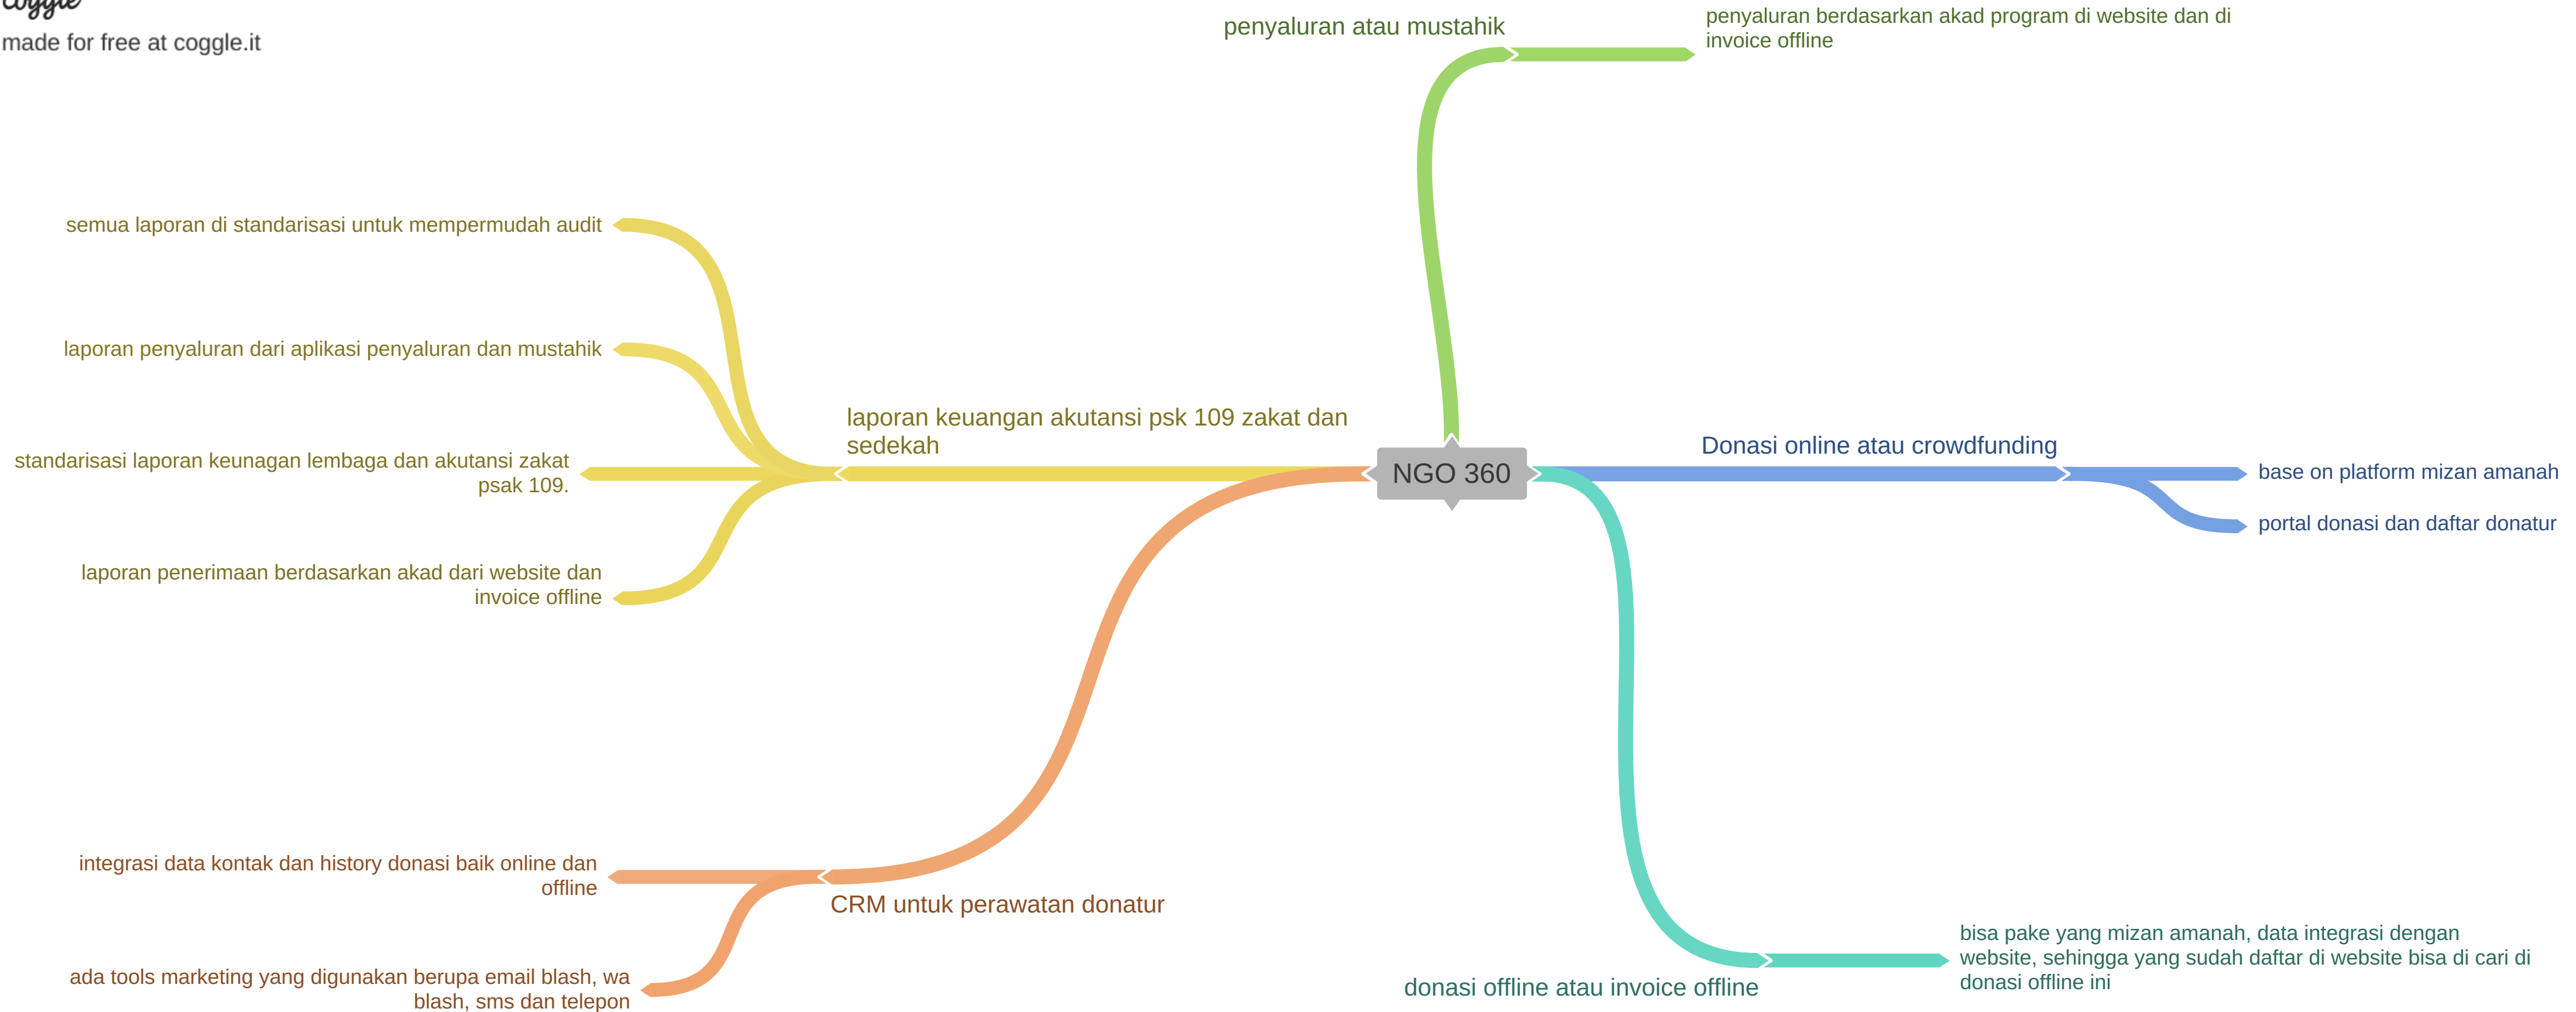 coggle
made for free at coggle.it
penyaluran atau mustahik
penyaluran berdasarkan akad program di website dan di
invoice offline
semua laporan di standarisasi untuk mempermudah audit
laporan penyaluran dari aplikasi penyaluran dan mustahik
laporan keuangan akutansi psk 109 zakat dan
sedekah
standarisasi laporan keunagan lembaga dan akutansi zakat
psak 109.
laporan penerimaan berdasarkan akad dari website dan
invoice offline
NGO 360
Donasi online atau crowdfunding
base on platform mizan amanah
portal donasi dan daftar donatur
integrasi data kontak dan history donasi baik online dan
offline
CRM untuk perawatan donatur
ada tools marketing yang digunakan berupa email blash, wa
blash, sms dan telepon
donasi offline atau invoice offline
bisa pake yang mizan amanah, data integrasi dengan
website, sehingga yang sudah daftar di website bisa di cari di
donasi offline ini